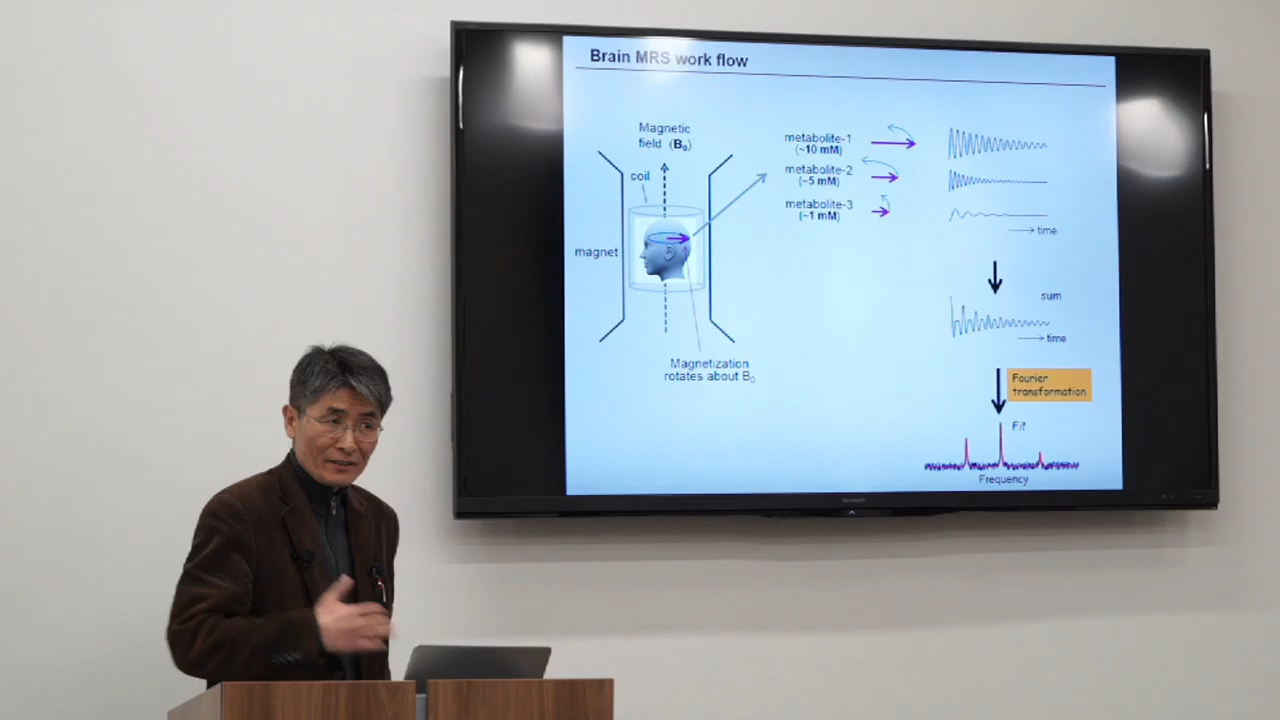 Brain MRS work flow
Magnetic
field (B₀)
coil
magnet
Magnetization
rotates about B₀
metabolite-1
(~10 mM)
metabolite-2
(~5 mM)
metabolite-3
(~1 mM)
time
sum
time
Fourier
transformation
Fit
Frequency
SHARP